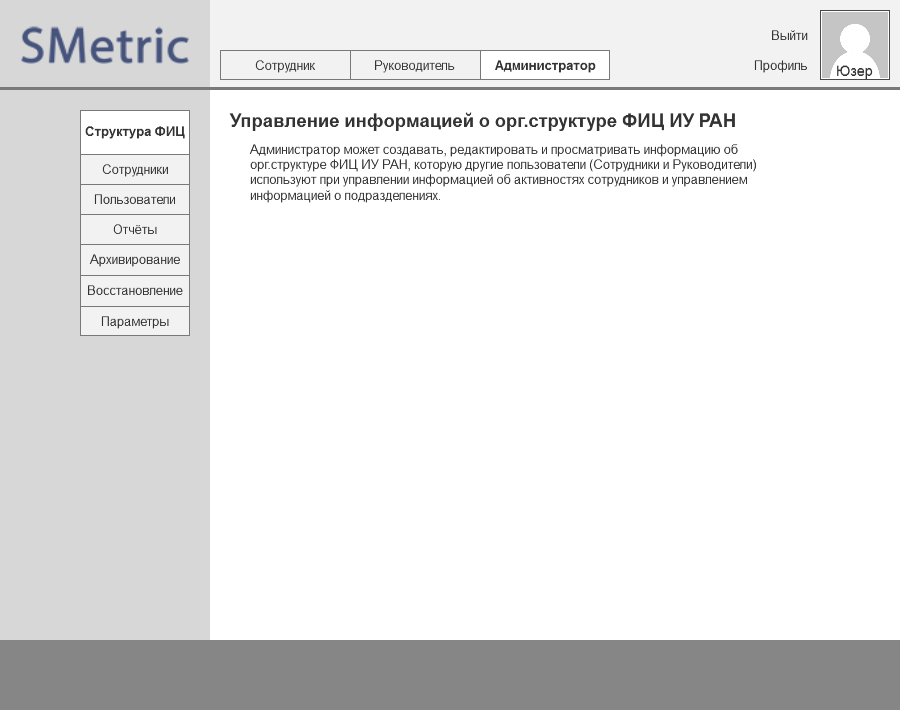 SMetric
Выйти
Сотрудник Руководитель Администратор
Профиль
Юзер
Структура ФИЦ
Сотрудники
Пользователи
Отчёты
Архивирование
Восстановление
Параметры
Управление информацией о орг.структуре ФИЦ ИУ РАН
Администратор может создавать, редактировать и просматривать информацию об
орг.структуре ФИЦ ИУ РАН, которую другие пользователи (Сотрудники и Руководители)
используют при управлении информацией об активностях сотрудников и управлением
информацией о подразделениях.